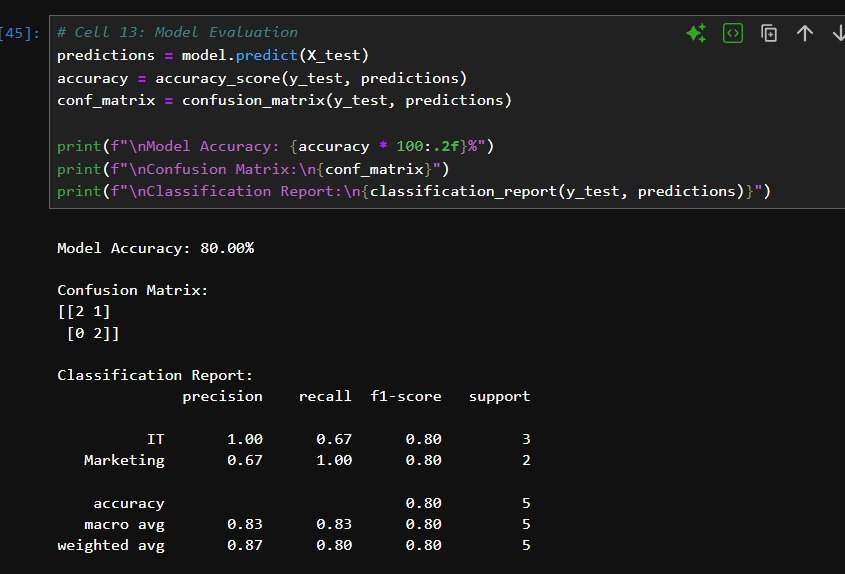 [45]:
# Cell 13: Model Evaluation
predictions = model.predict(X_test)
accuracy = accuracy_score(y_test, predictions)
conf_matrix = confusion_matrix(y_test, predictions)
print(f"\nModel Accuracy: {accuracy * 100:.2f}%")
print(f"\nConfusion Matrix:\n{conf_matrix}")
print(f"\nClassification Report:\n{classification_report(y_test, predictions)}")
Model Accuracy: 80.00%
Confusion Matrix:
[[2 1]
[0 2]]
Classification Report:
precision recall f1-score support
IT 1.00 0.67 0.80 3
Marketing 0.67 1.00 0.80 2
accuracy 0.80 5
macro avg 0.83 0.83 0.80 5
weighted avg 0.87 0.80 0.80 5